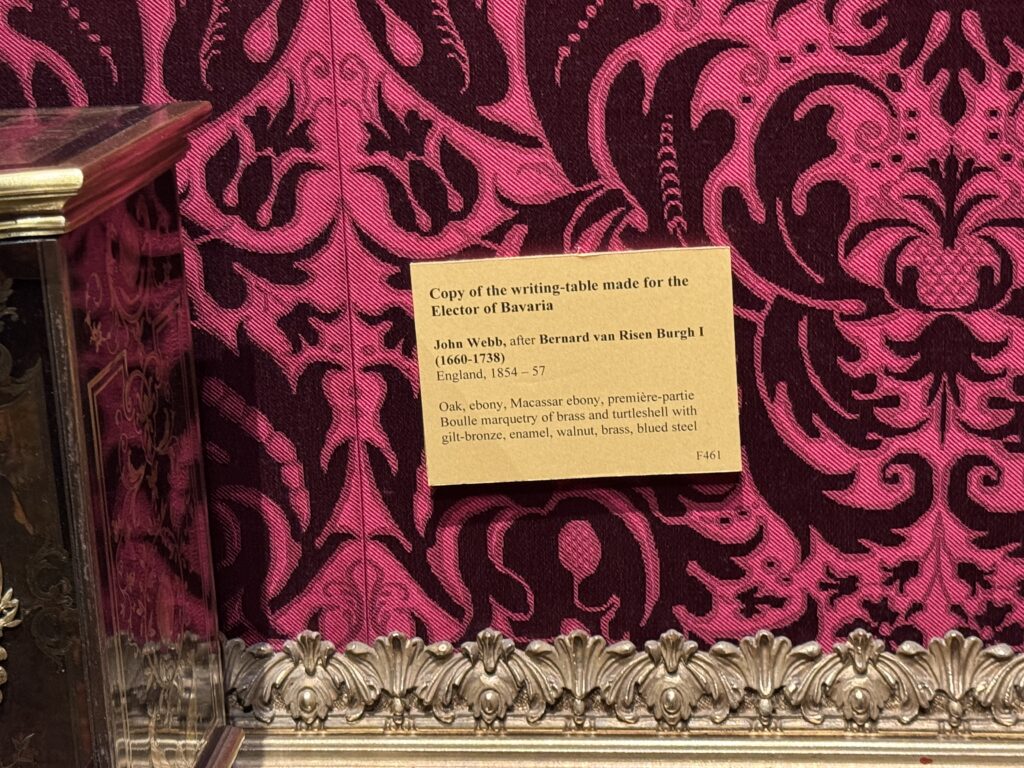 Copy of the writing-table made for the
Elector of Bavaria
John Webb, after Bernard van Risen Burgh I
(1660-1738)
England, 1854 – 57
Oak, ebony, Macassar ebony, première-partie
Boulle marquetry of brass and turtleshell with
gilt-bronze, enamel, walnut, brass, blued steel
F461